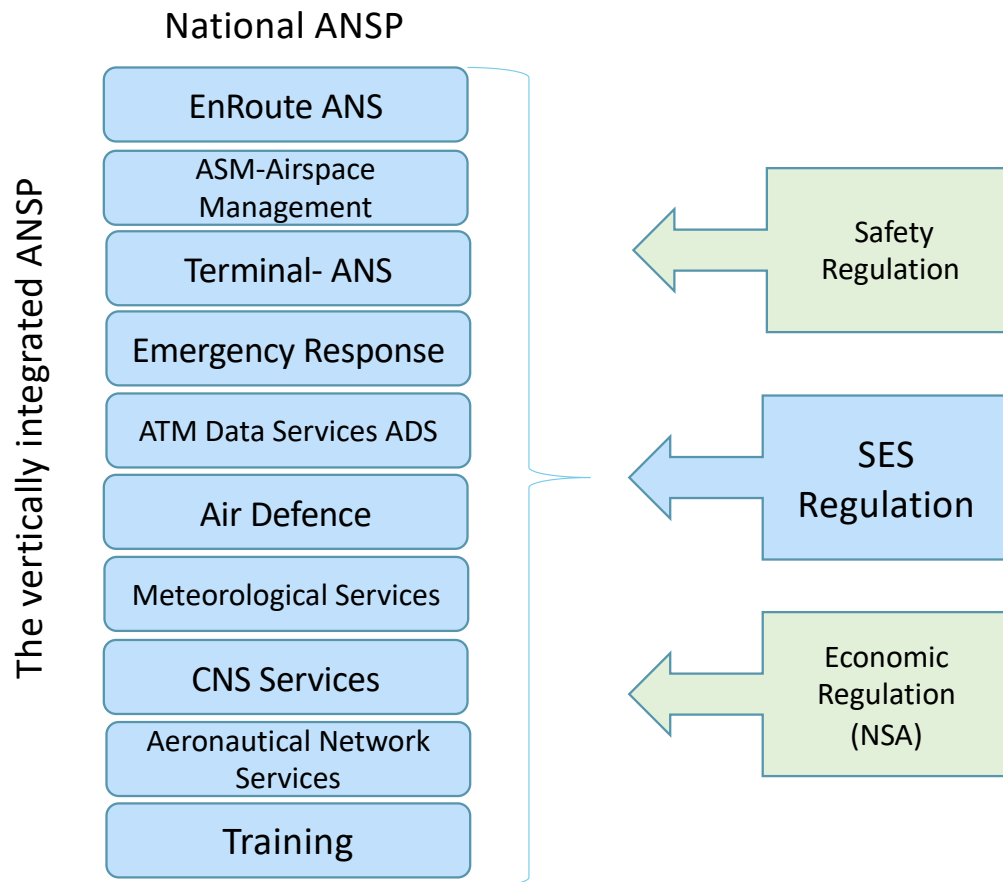 National ANSP
The vertically integrated ANSP
EnRoute ANS
ASM-Airspace
Management
Terminal- ANS
Emergency Response
ATM Data Services ADS
Air Defence
Meteorological Services
CNS Services
Aeronautical Network
Services
Training
Safety
Regulation
SES
Regulation
Economic
Regulation
(NSA)